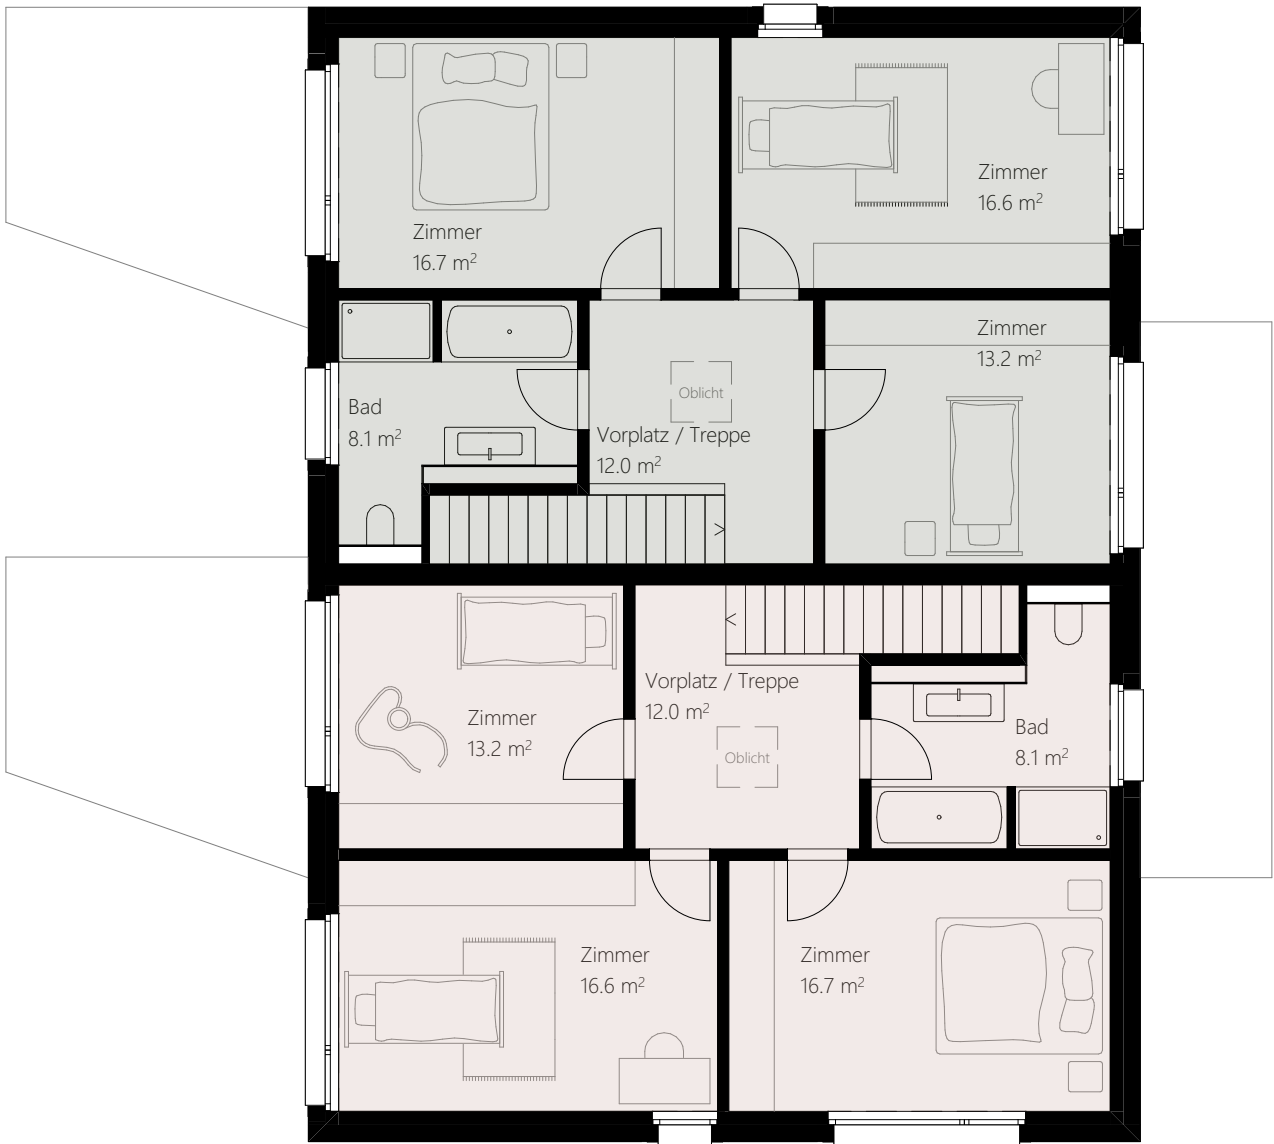 Zimmer
16.7 m²
Zimmer
16.6 m²
Zimmer
13.2 m²
Bad
8.1 m²
Oblicht
Vorplatz / Treppe
12.0 m²
Vorplatz / Treppe
12.0 m²
Zimmer
13.2 m²
Oblicht
Bad
8.1 m²
Zimmer
16.6 m²
Zimmer
16.7 m²